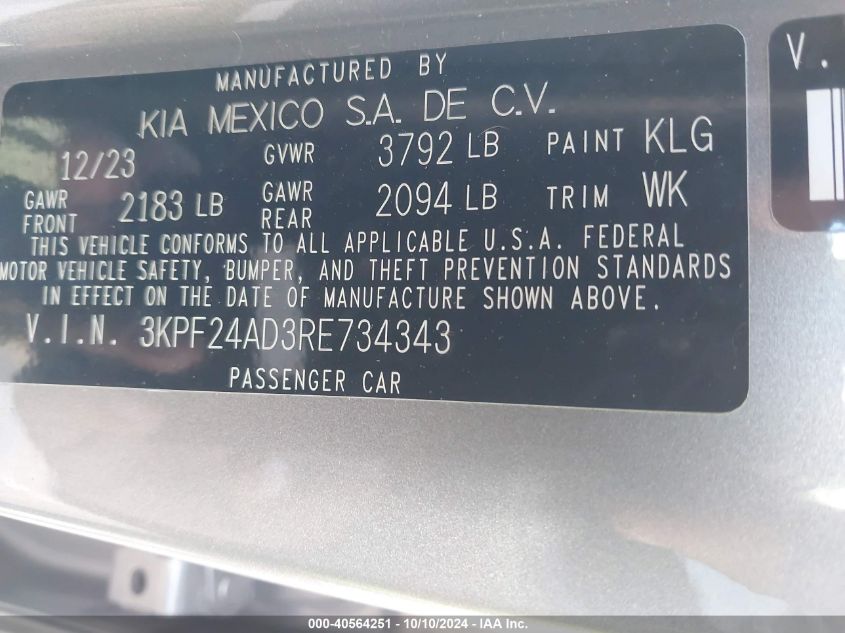 MANUFACTURED BY
KIA MEXICO S.A. DE C.V.
12/23 GVWR 3792 LB PAINT KLG
GAWR FRONT 2183 LB GAWR REAR 2094 LB TRIM WK
THIS VEHICLE CONFORMS TO ALL APPLICABLE U.S.A. FEDERAL
MOTOR VEHICLE SAFETY, BUMPER, AND THEFT PREVENTION STANDARDS
IN EFFECT ON THE DATE OF MANUFACTURE SHOWN ABOVE.
V.I.N. 3KPF24AD3RE734343
PASSENGER CAR
V.
000-40564251 - 10/10/2024 - IAA Inc.